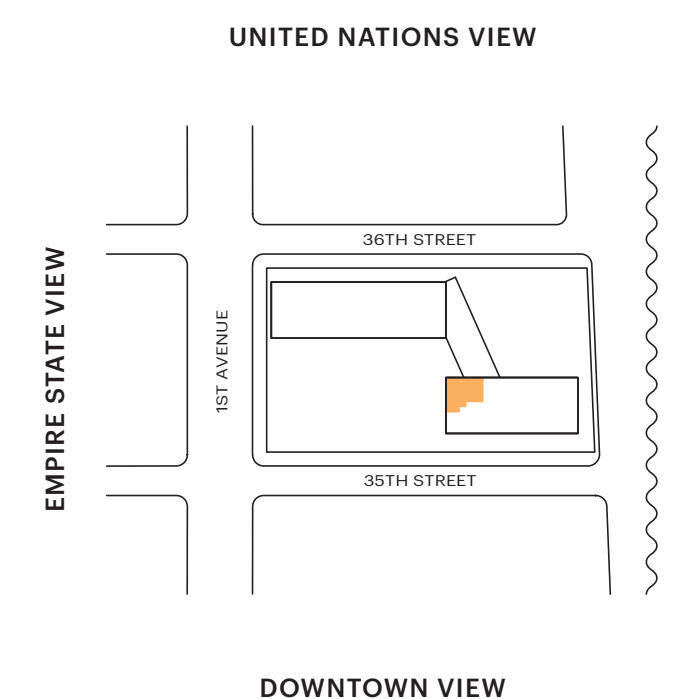 UNITED NATIONS VIEW
36TH STREET
EMPIRE STATE VIEW
1ST AVENUE
35TH STREET
DOWNTOWN VIEW